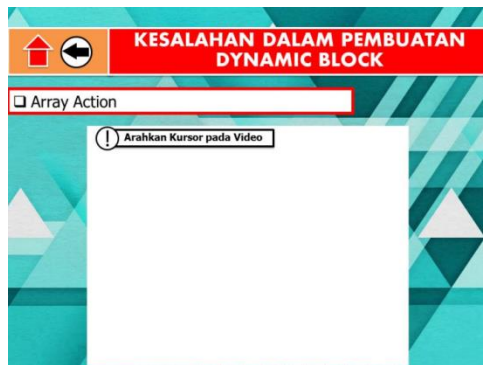 KESALAHAN DALAM PEMBUATAN
DYNAMIC BLOCK
❑ Array Action
! Arahkan Kursor pada Video